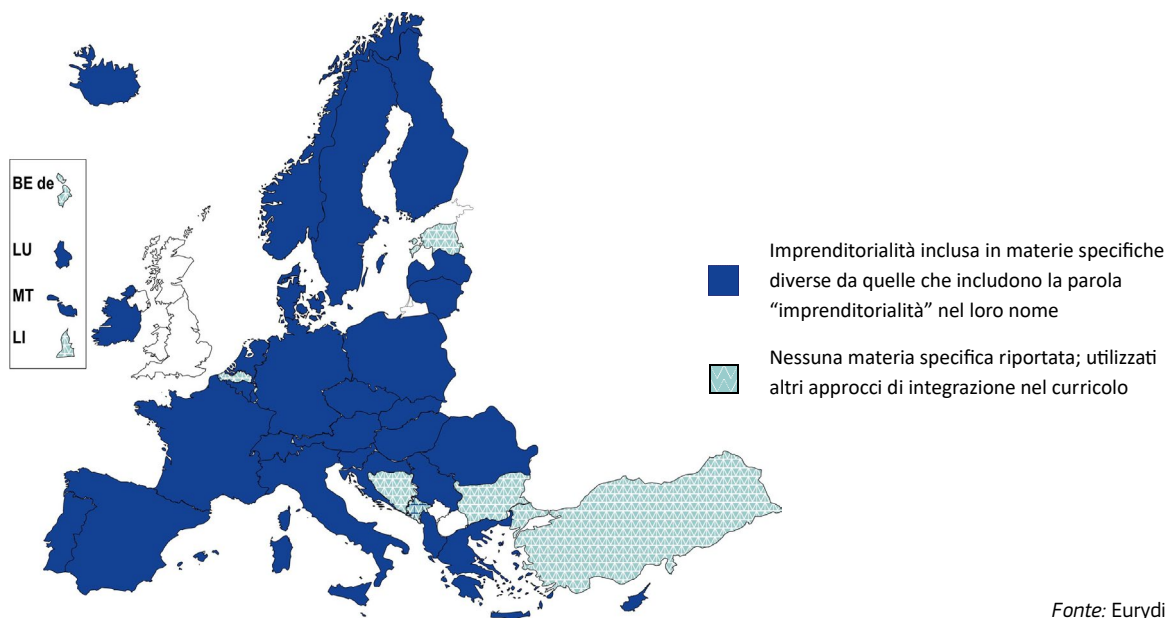 BE de
LU
MT
LI
Imprenditorialità inclusa in materie specifiche
diverse da quelle che includono la parola
“imprenditorialità” nel loro nome
Nessuna materia specifica riportata; utilizzati
altri approcci di integrazione nel curricolo
Fonte: Eurydi